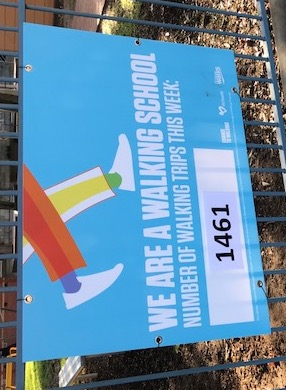 WE ARE A WALKING SCHOOL
NUMBER OF WALKING TRIPS THIS WEEK:
1461